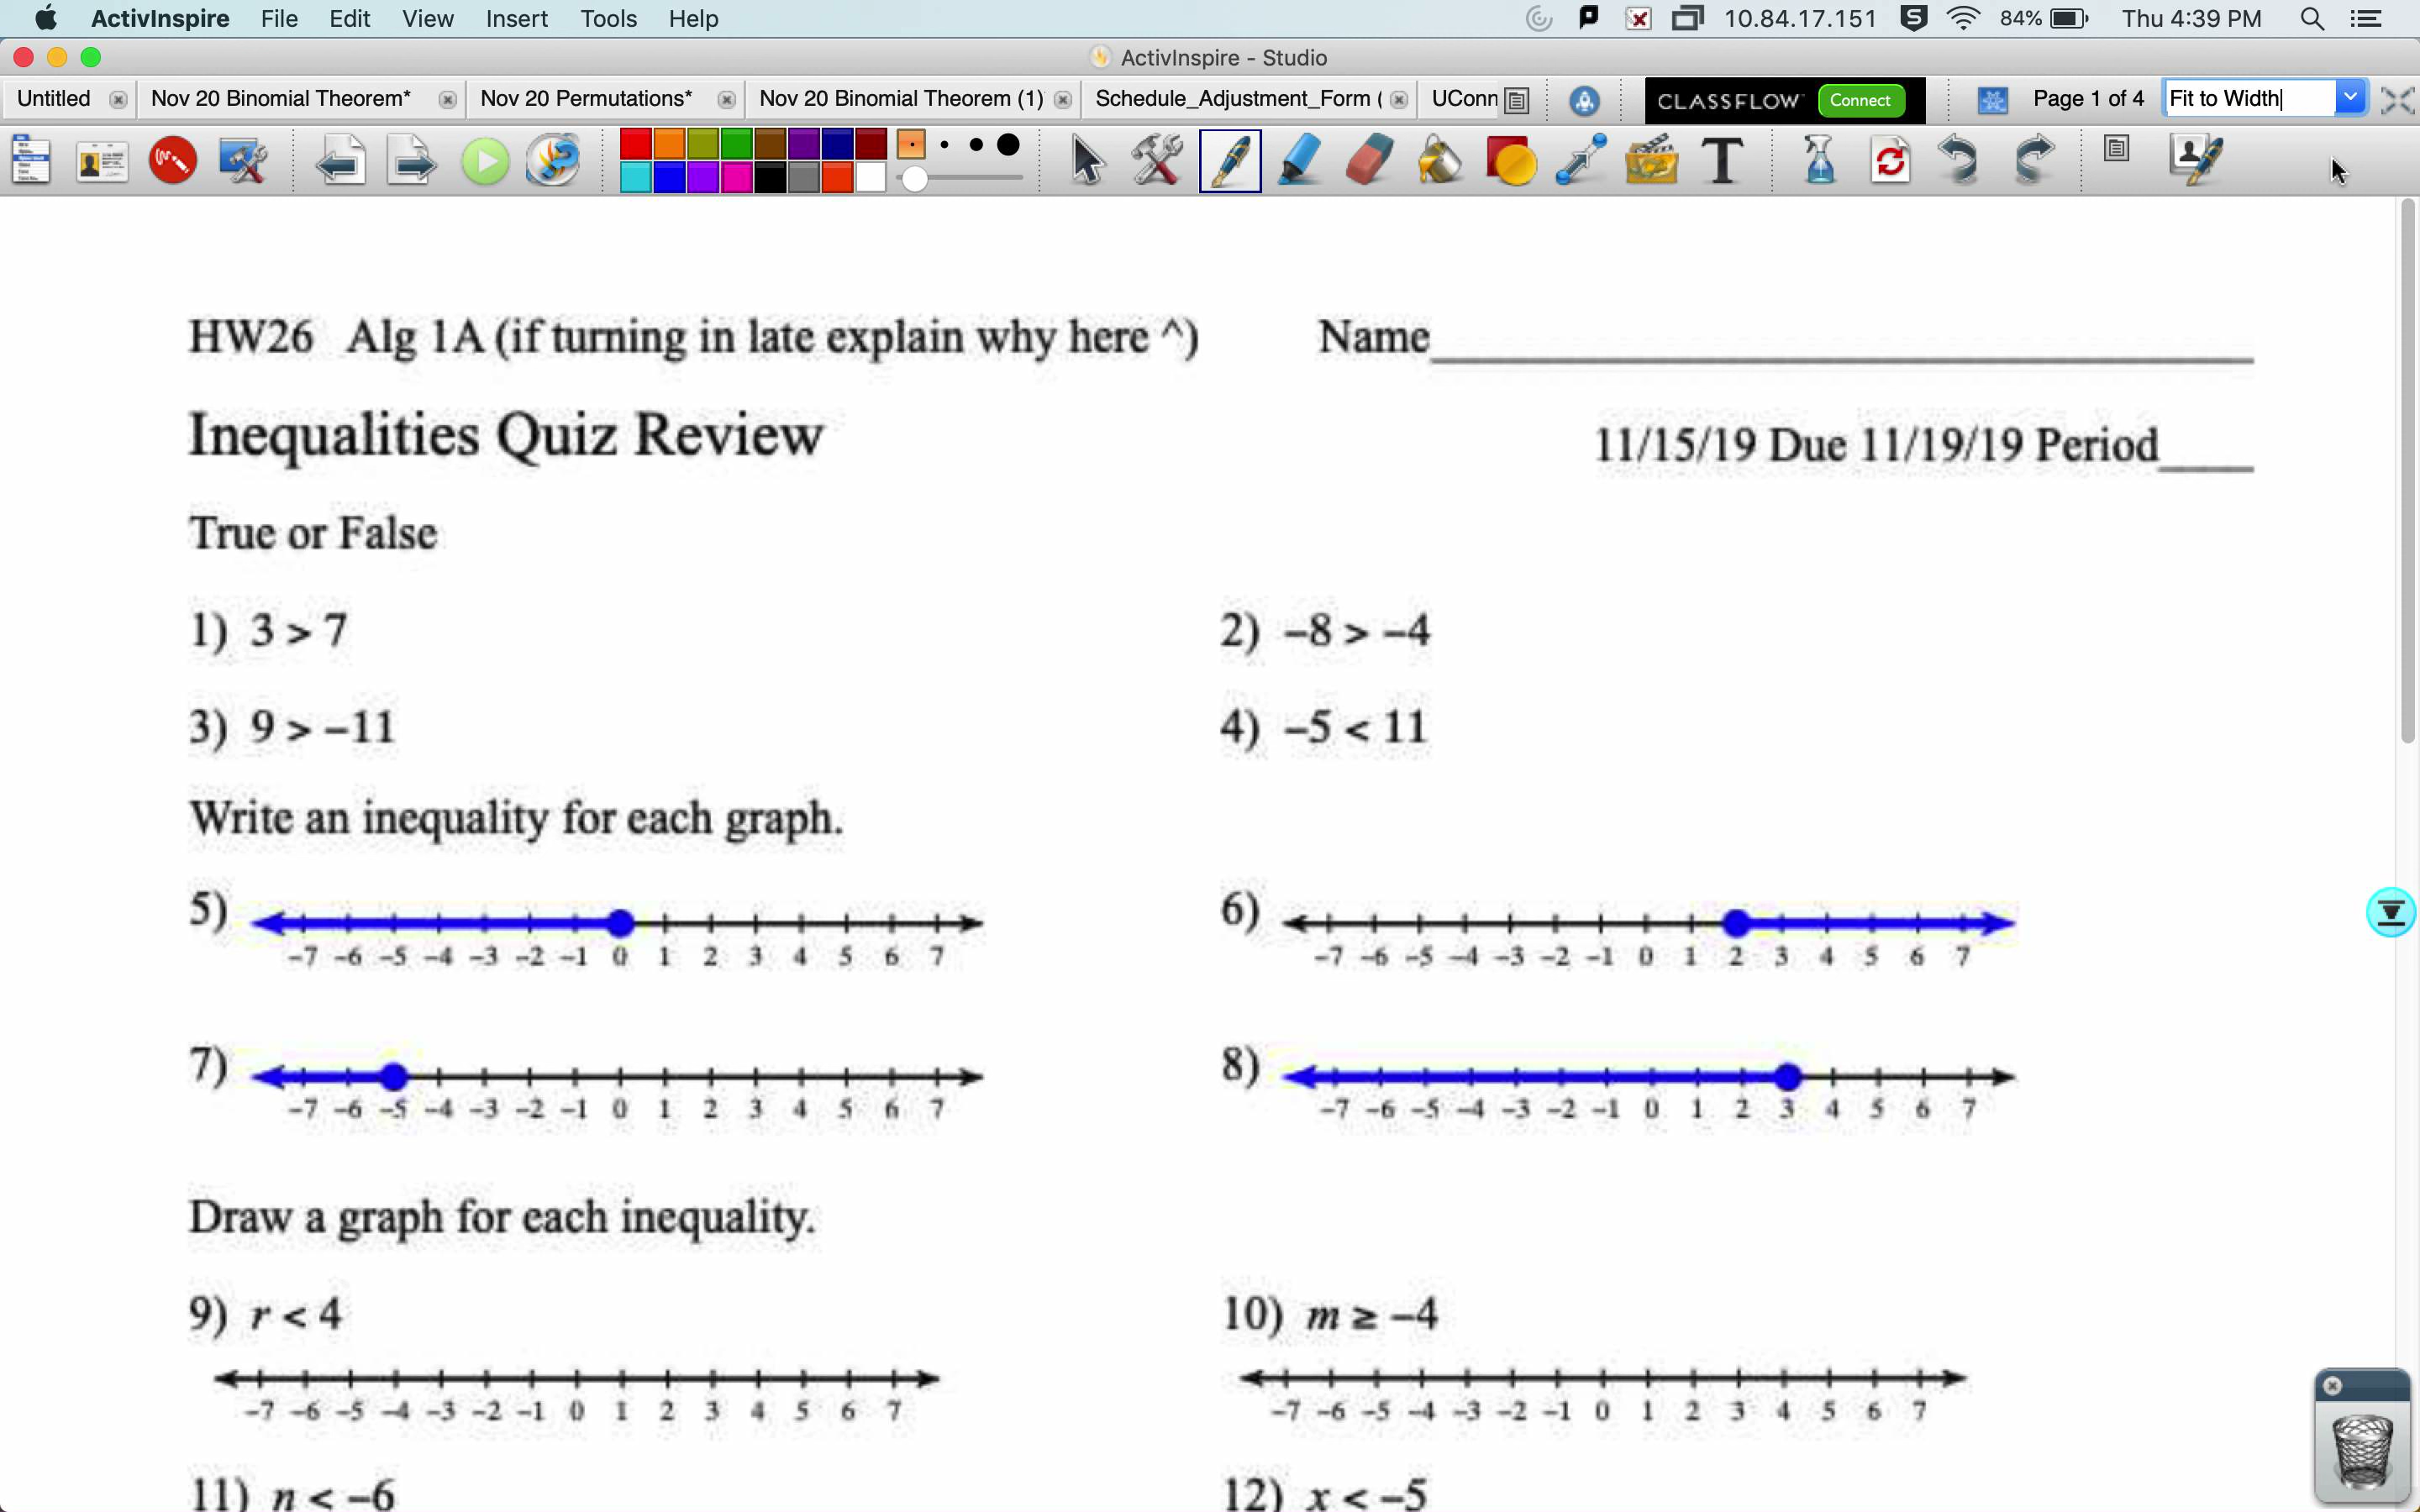 ActivInspire File Edit View Insert Tools Help 10.84.17.151 84% Thu 4:39 PM
ActivInspire - Studio
Untitled Nov 20 Binomial Theorem* Nov 20 Permutations* Nov 20 Binomial Theorem (1) Schedule_Adjustment_Form ( UConn CLASSFLOW Connect Page 1 of 4 Fit to Width
HW26 Alg 1A (if turning in late explain why here ^) Name
Inequalities Quiz Review 11/15/19 Due 11/19/19 Period
True or False
1) 3 > 7 2) −8 > −4
3) 9 > −11 4) −5 < 11
Write an inequality for each graph.
5) 6)
−7 −6 −5 −4 −3 −2 −1 0 1 2 3 4 5 6 7 −7 −6 −5 −4 −3 −2 −1 0 1 2 3 4 5 6 7
7) 8)
−7 −6 −5 −4 −3 −2 −1 0 1 2 3 4 5 6 7 −7 −6 −5 −4 −3 −2 −1 0 1 2 3 4 5 6 7
Draw a graph for each inequality.
9) r < 4 10) m ≥ −4
−7 −6 −5 −4 −3 −2 −1 0 1 2 3 4 5 6 7 −7 −6 −5 −4 −3 −2 −1 0 1 2 3 4 5 6 7
11) n < −6 12) x < −5